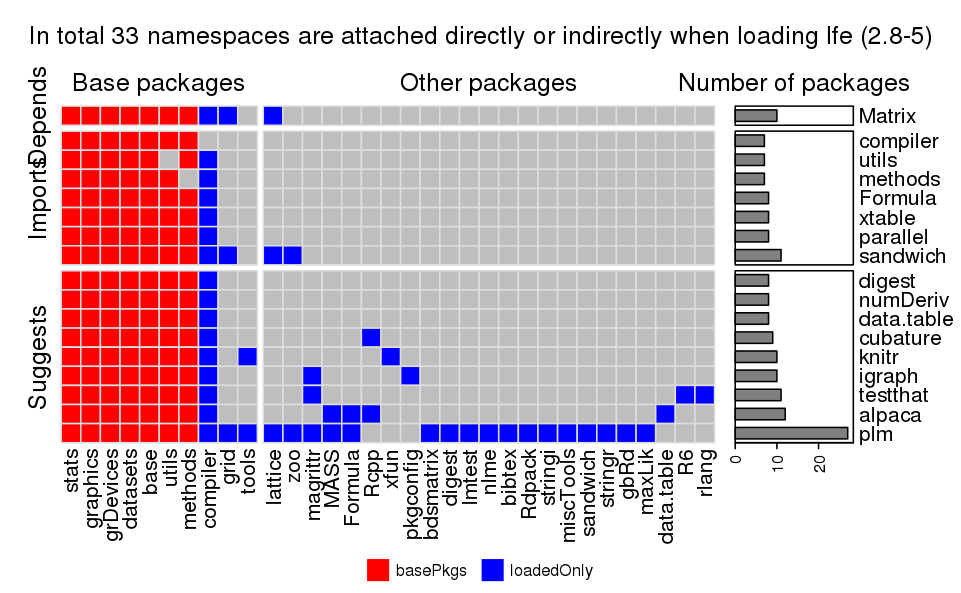 In total 33 namespaces are attached directly or indirectly when loading lfe (2.8-5)
Base packages
Other packages
Number of packages
Depends
Imports
Suggests
Matrix
compiler
utils
methods
Formula
xtable
parallel
sandwich
digest
numDeriv
data.table
cubature
knitr
igraph
testthat
alpaca
plm
stats
graphics
grDevices
datasets
base
utils
methods
compiler
grid
tools
lattice
zoo
magrittr
MASS
Formula
Rcpp
xfun
pkgconfig
bdsmatrix
digest
lmtest
nlme
bibtex
Rdpack
stringi
miscTools
sandwich
stringr
gbRd
maxLik
data.table
R6
rlang
0
10
20
basePkgs
loadedOnly